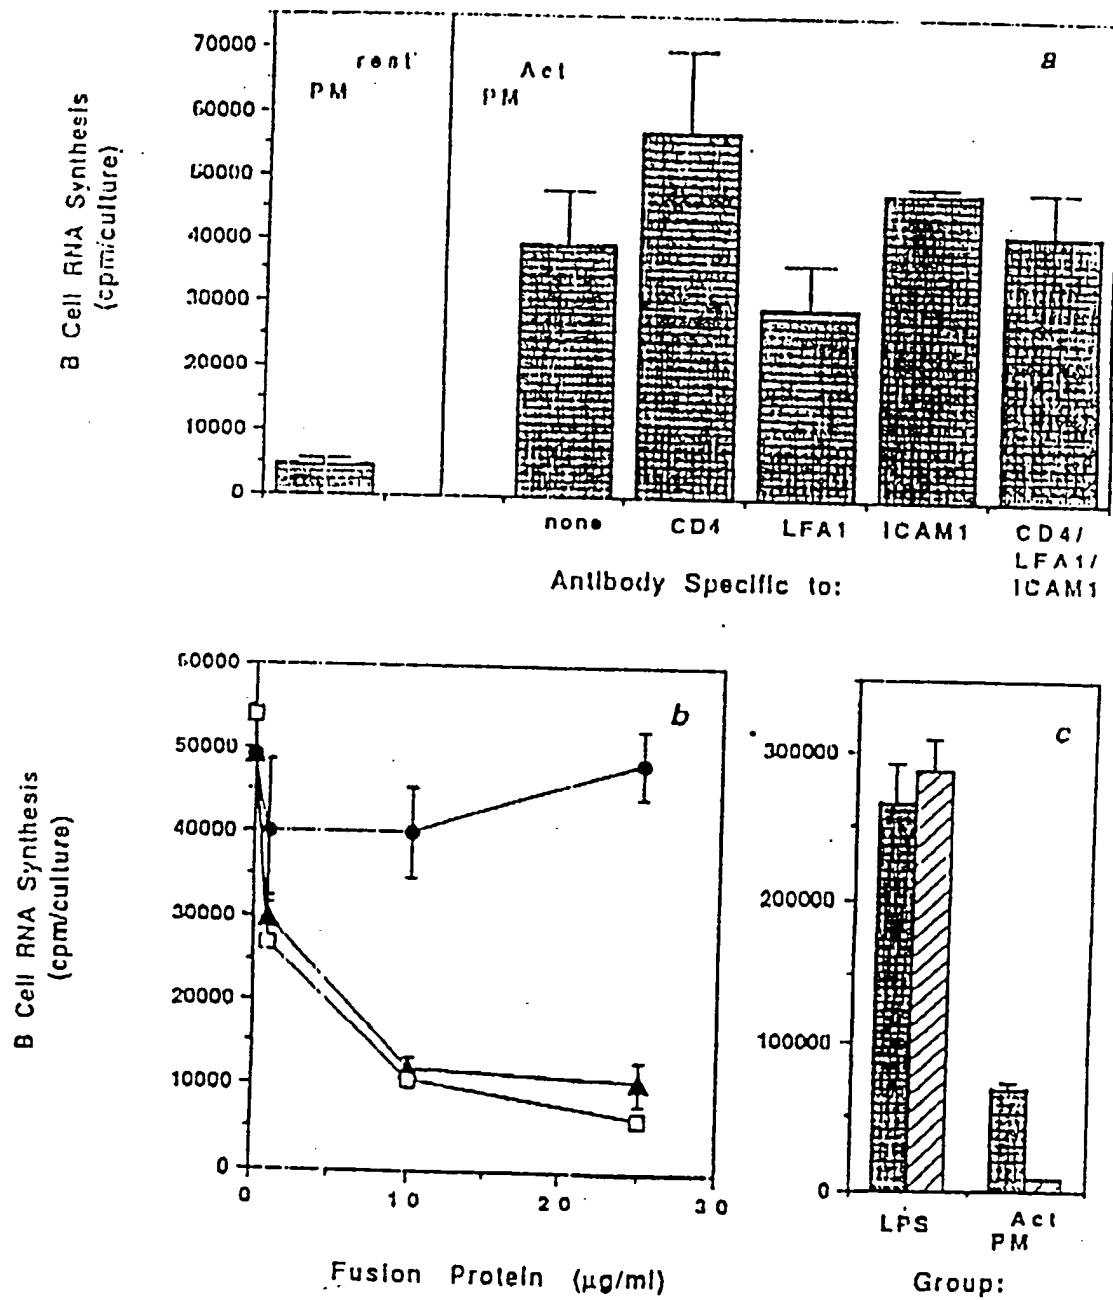 a
70000
60000
50000
40000
30000
20000
10000
0
B Cell RNA Synthesis
(cpm/culture)
rest
PM
Act
PM
none
CD4
LFA1
ICAM1
CD4/
LFA1/
ICAM1
Antibody Specific to:
b
60000
50000
40000
30000
20000
10000
0
B Cell RNA Synthesis
(cpm/culture)
0
10
20
30
Fusion Protein (µg/ml)
c
300000
200000
100000
0
LPS
Act
PM
Group: